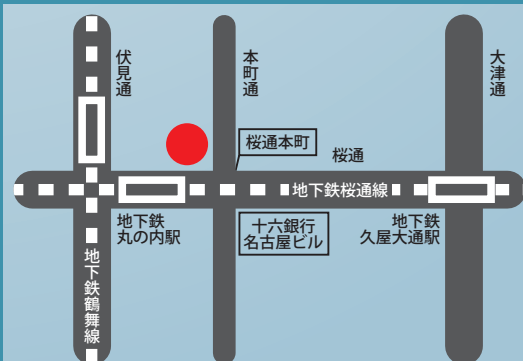 伏見通
本町通
大津通
桜通本町
桜通
地下鉄桜通線
地下鉄
丸の内駅
十六銀行
名古屋ビル
地下鉄
久屋大通駅
地下鉄鶴舞線